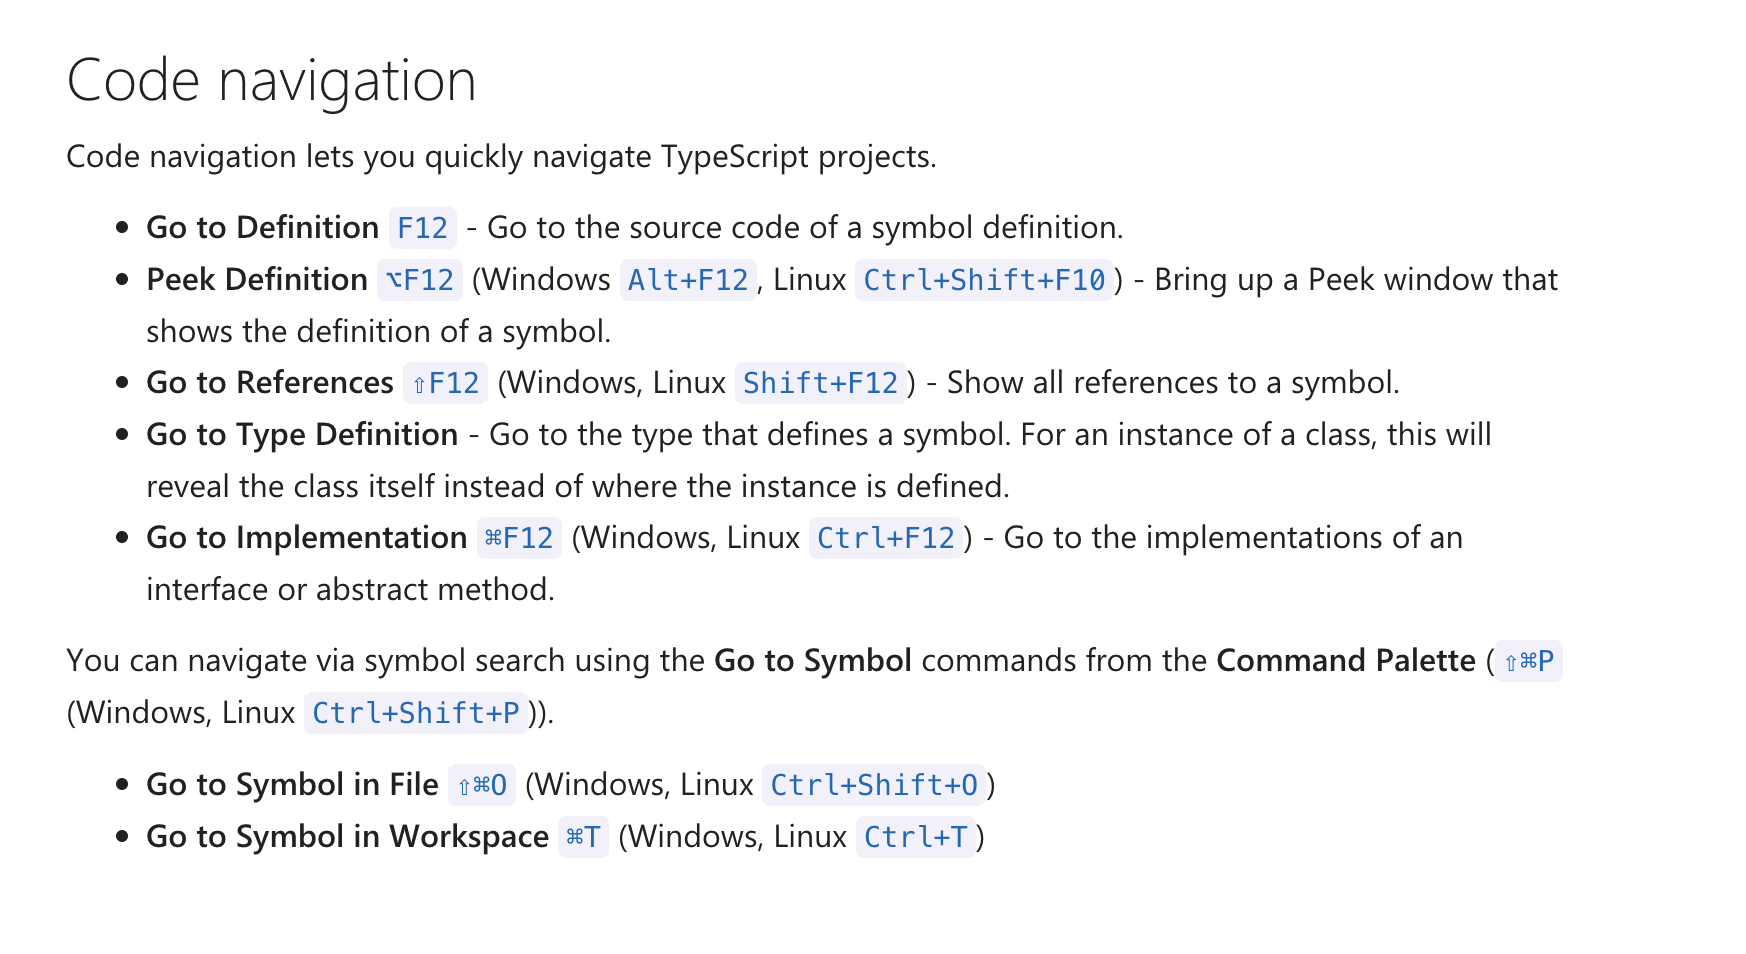 Code navigation
Code navigation lets you quickly navigate TypeScript projects.
• Go to Definition F12 - Go to the source code of a symbol definition.
• Peek Definition ⌥F12 (Windows Alt+F12, Linux Ctrl+Shift+F10) - Bring up a Peek window that
shows the definition of a symbol.
• Go to References ⇧F12 (Windows, Linux Shift+F12) - Show all references to a symbol.
• Go to Type Definition - Go to the type that defines a symbol. For an instance of a class, this will
reveal the class itself instead of where the instance is defined.
• Go to Implementation ⌘F12 (Windows, Linux Ctrl+F12) - Go to the implementations of an
interface or abstract method.
You can navigate via symbol search using the Go to Symbol commands from the Command Palette (⇧⌘P
(Windows, Linux Ctrl+Shift+P)).
• Go to Symbol in File ⇧⌘O (Windows, Linux Ctrl+Shift+O)
• Go to Symbol in Workspace ⌘T (Windows, Linux Ctrl+T)